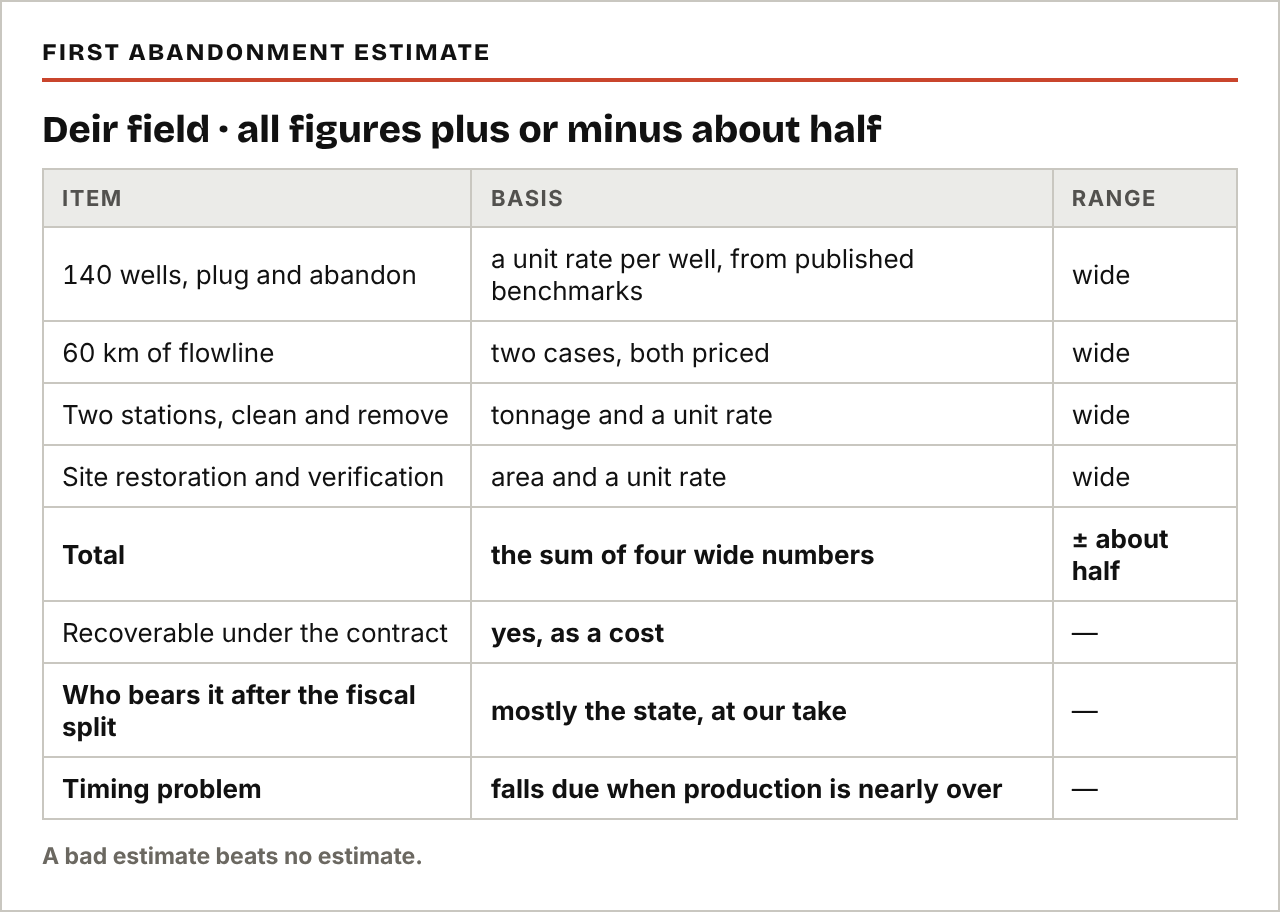 FIRST ABANDONMENT ESTIMATE
Deir field · all figures plus or minus about half
ITEM BASIS RANGE
140 wells, plug and abandon
a unit rate per well, from published
benchmarks
wide
60 km of flowline
two cases, both priced
wide
Two stations, clean and remove
tonnage and a unit rate
wide
Site restoration and verification
area and a unit rate
wide
Total
the sum of four wide numbers
± about
half
Recoverable under the contract
yes, as a cost
—
Who bears it after the fiscal
split
mostly the state, at our take
—
Timing problem
falls due when production is nearly over
—
A bad estimate beats no estimate.